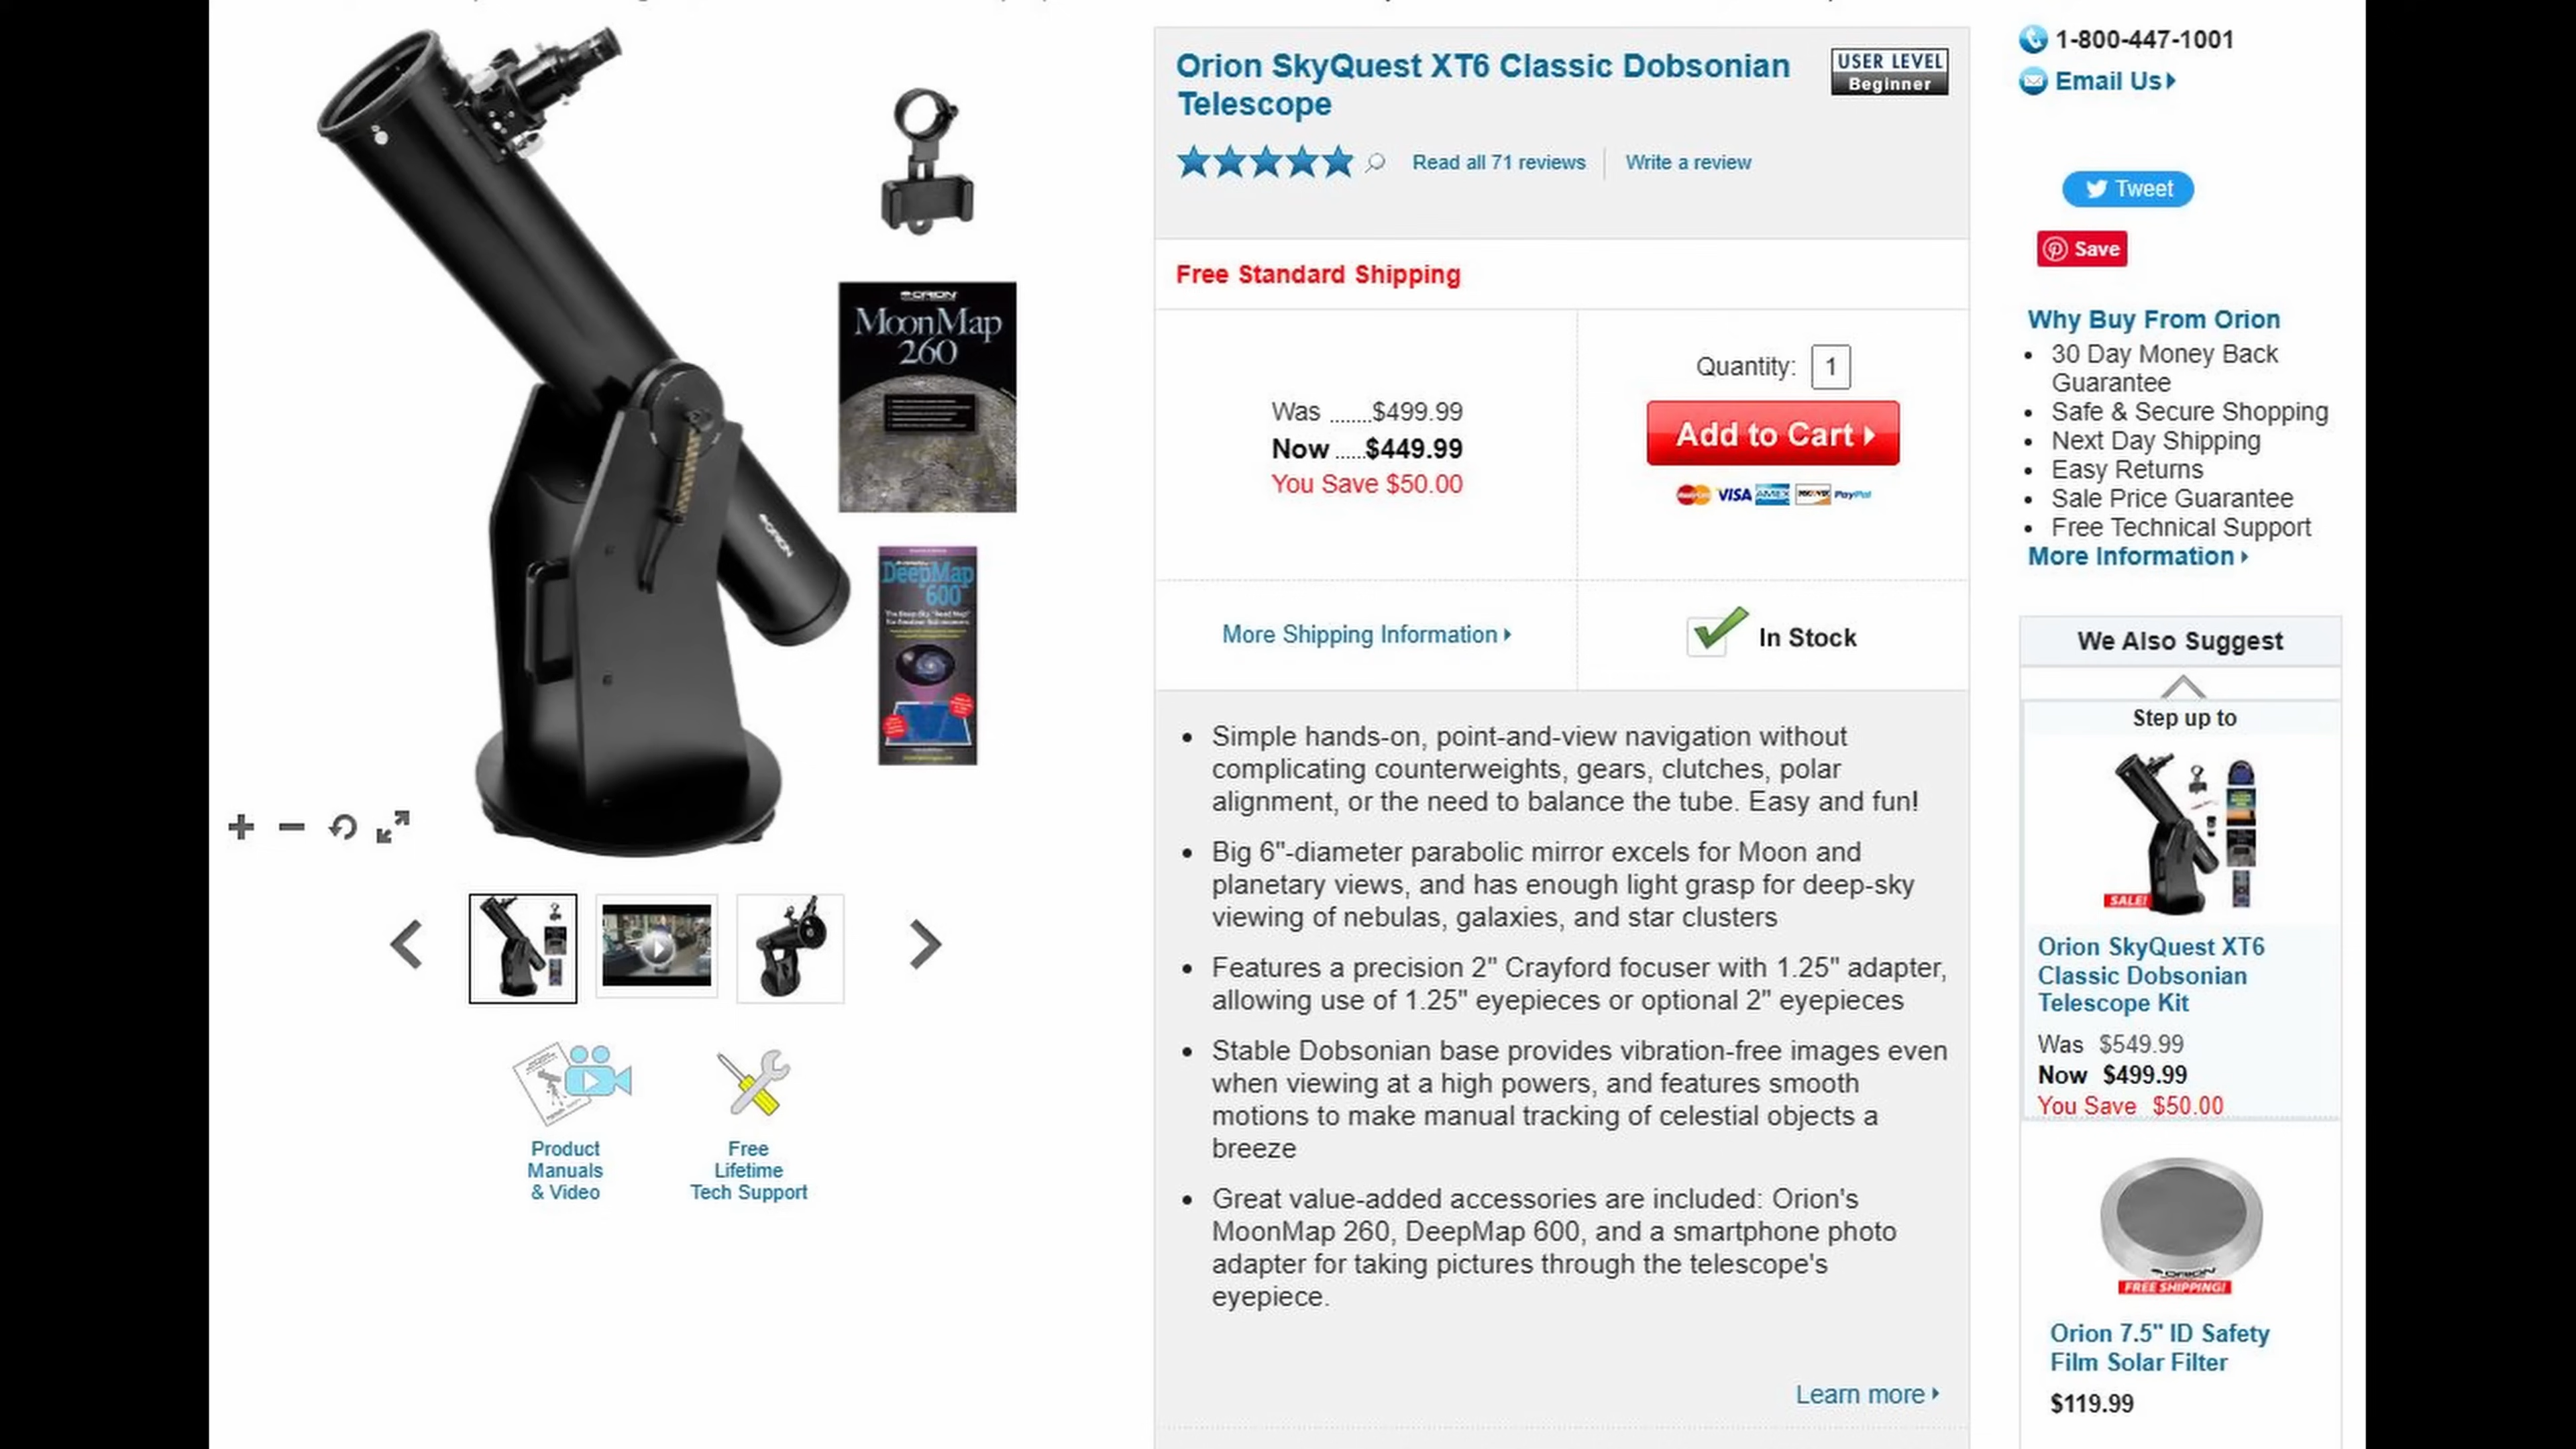 Orion SkyQuest XT6 Classic Dobsonian
Telescope
USER LEVEL
Beginner
Read all 71 reviews
Write a review
Free Standard Shipping
Was ........$499.99
Now ......$449.99
You Save $50.00
Quantity: 1
Add to Cart
VISA
AMEX
PayPal
More Shipping Information
In Stock
• Simple hands-on, point-and-view navigation without
complicating counterweights, gears, clutches, polar
alignment, or the need to balance the tube. Easy and fun!
• Big 6"-diameter parabolic mirror excels for Moon and
planetary views, and has enough light grasp for deep-sky
viewing of nebulas, galaxies, and star clusters
• Features a precision 2" Crayford focuser with 1.25" adapter,
allowing use of 1.25" eyepieces or optional 2" eyepieces
• Stable Dobsonian base provides vibration-free images even
when viewing at a high powers, and features smooth
motions to make manual tracking of celestial objects a
breeze
• Great value-added accessories are included: Orion's
MoonMap 260, DeepMap 600, and a smartphone photo
adapter for taking pictures through the telescope's
eyepiece.
Learn more
ORION
MoonMap
260
ORION
DeepMap
600
Product
Manuals
& Video
Free
Lifetime
Tech Support
1-800-447-1001
Email Us
Tweet
Save
Why Buy From Orion
• 30 Day Money Back
Guarantee
• Safe & Secure Shopping
• Next Day Shipping
• Easy Returns
• Sale Price Guarantee
• Free Technical Support
More Information
We Also Suggest
Step up to
SALE!
Orion SkyQuest XT6
Classic Dobsonian
Telescope Kit
Was $549.99
Now $499.99
You Save $50.00
ORION
FREE SHIPPING!
Orion 7.5" ID Safety
Film Solar Filter
$119.99